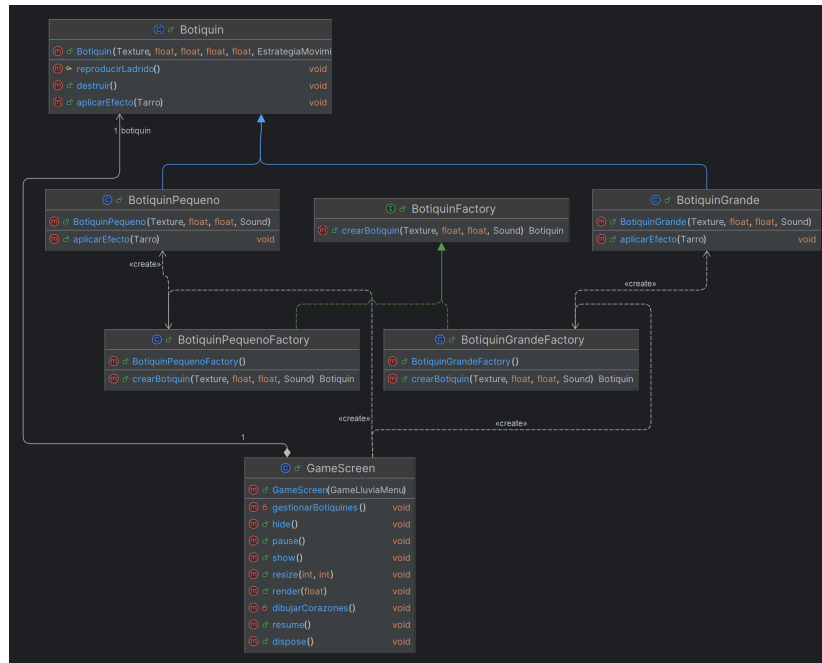 Botiquin
Botiquin(Texture, float, float, float, float, EstrategiaMovimi
reproducirLadrido() void
destruir() void
aplicarEfecto(Tarro) void
1 botiquin
BotiquinPequeno
BotiquinPequeno(Texture, float, float, Sound)
aplicarEfecto(Tarro) void
BotiquinFactory
crearBotiquin(Texture, float, float, Sound) Botiquin
BotiquinGrande
BotiquinGrande(Texture, float, float, Sound)
aplicarEfecto(Tarro) void
«create»
«create»
BotiquinPequenoFactory
BotiquinPequenoFactory()
crearBotiquin(Texture, float, float, Sound) Botiquin
BotiquinGrandeFactory
BotiquinGrandeFactory()
crearBotiquin(Texture, float, float, Sound) Botiquin
«create»
«create»
1
GameScreen
GameScreen(GameLluviaMenu)
gestionarBotiquines() void
hide() void
pause() void
show() void
resize(int, int) void
render(float) void
dibujarCorazones() void
resume() void
dispose() void